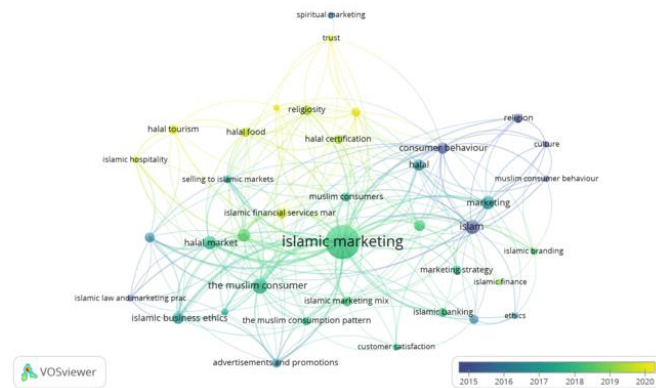 spiritual marketing
trust
religiosity
halal tourism
halal food
halal certification
religion
consumer behaviour
culture
islamic hospitality
halal
selling to islamic markets
muslim consumer behaviour
muslim consumers
marketing
islamic financial services mar
islam
islamic marketing
halal market
islamic branding
marketing strategy
islamic finance
the muslim consumer
islamic law and marketing prac
islamic marketing mix
islamic banking
ethics
islamic business ethics
the muslim consumption pattern
customer satisfaction
advertisements and promotions
VOSviewer
2015 2016 2017 2018 2019 2020